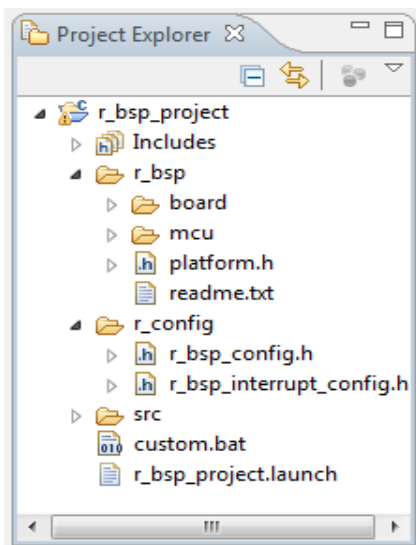 Project Explorer
r_bsp_project
Includes
r_bsp
board
mcu
platform.h
readme.txt
r_config
r_bsp_config.h
r_bsp_interrupt_config.h
src
custom.bat
r_bsp_project.launch